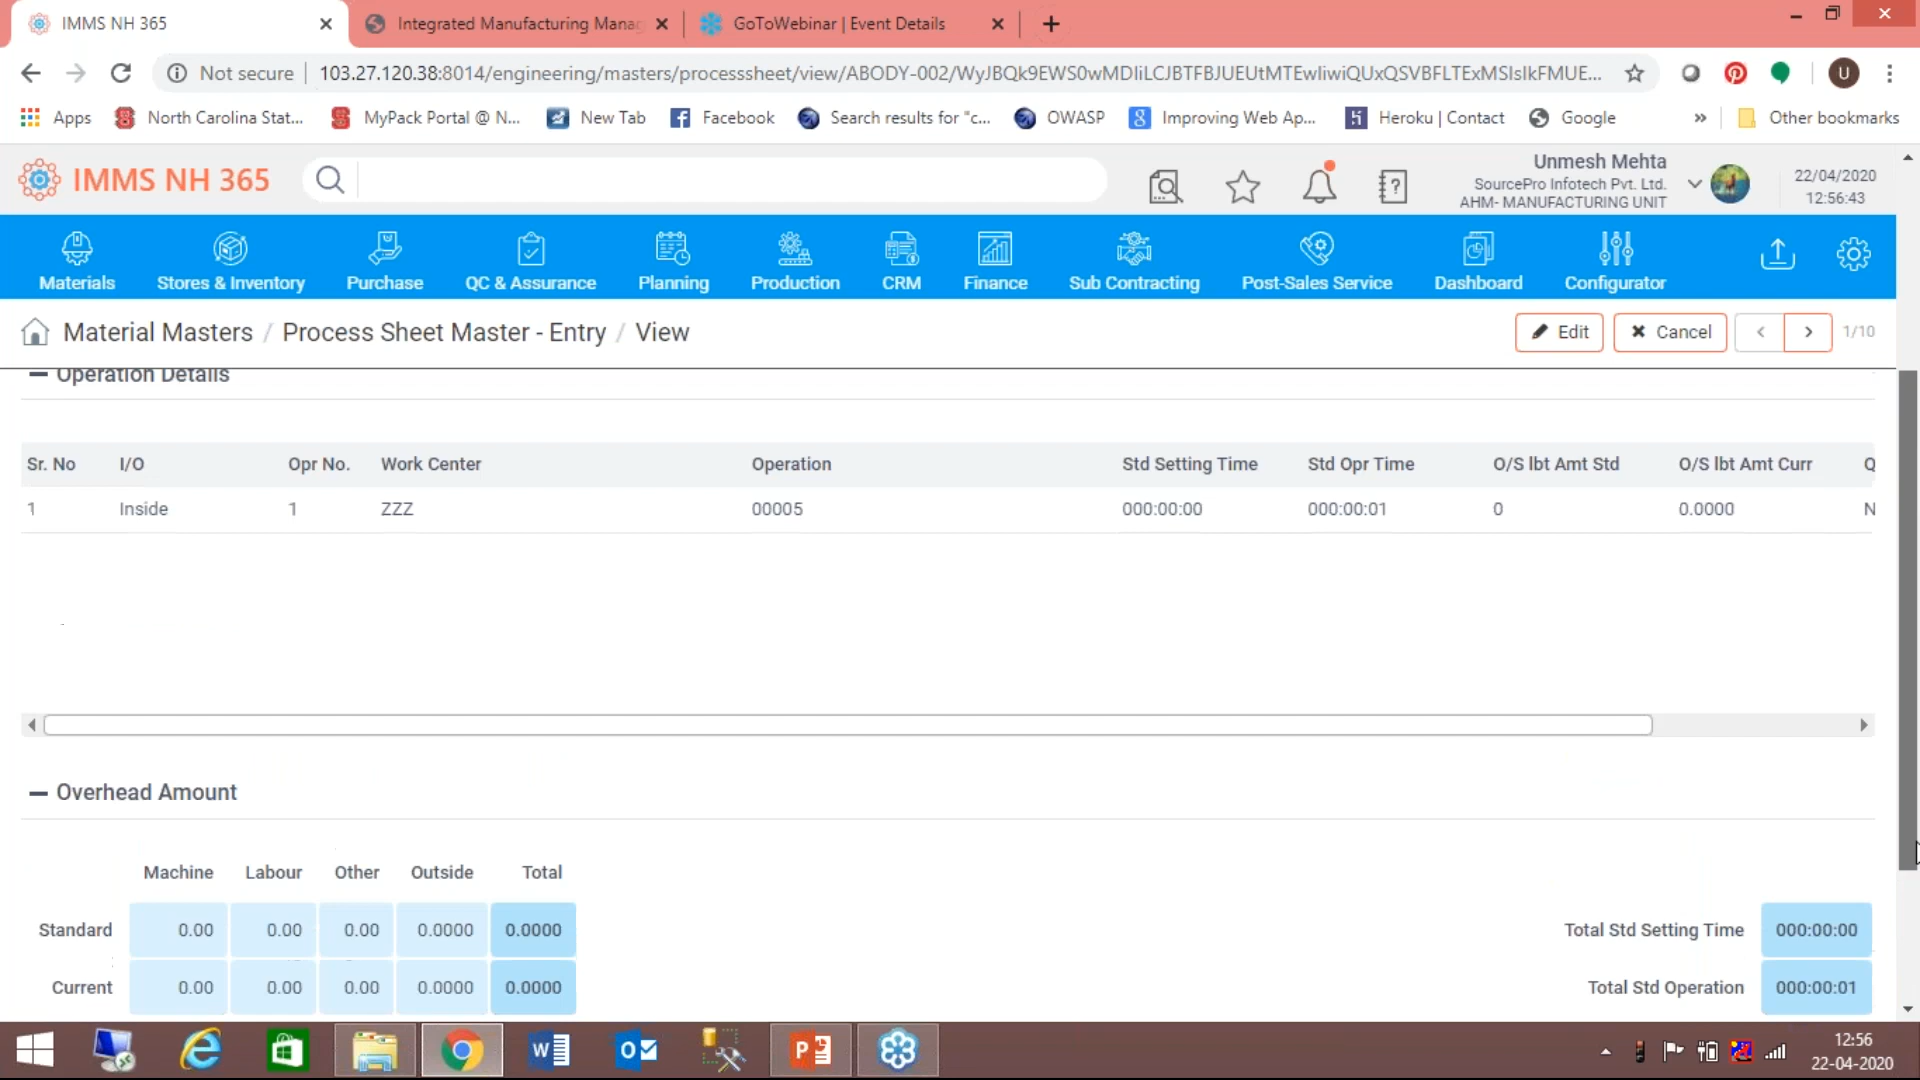 IMMS NH 365
Integrated Manufacturing Mana
GoToWebinar | Event Details
Not secure
103.27.120.38:8014/engineering/masters/processsheet/view/ABODY-002/
U
Apps
North Carolina Stat...
MyPack Portal @ N...
New Tab
Facebook
Search results for "c...
OWASP
Improving Web Ap...
Heroku | Contact
Google
»
Other bookmarks
IMMS NH 365
Unmesh Mehta
SourcePro Infotech Pvt. Ltd.
AHM- MANUFACTURING UNIT
22/04/2020
12:56:43
Materials
Stores & Inventory
Purchase
QC & Assurance
Planning
Production
CRM
Finance
Sub Contracting
Post-Sales Service
Dashboard
Configurator
Material Masters / Process Sheet Master - Entry / View
Edit
Cancel
1/10
Operation Details
Sr. No I/O Opr No. Work Center Operation Std Setting Time Std Opr Time O/S lbt Amt Std O/S lbt Amt Curr Q
1 Inside 1 ZZZ 00005 000:00:00 000:00:01 0 0.0000 N
Overhead Amount
Machine Labour Other Outside Total
Standard 0.00 0.00 0.00 0.0000 0.0000
Total Std Setting Time 000:00:00
Current 0.00 0.00 0.00 0.0000 0.0000
Total Std Operation 000:00:01
12:56
22-04-2020